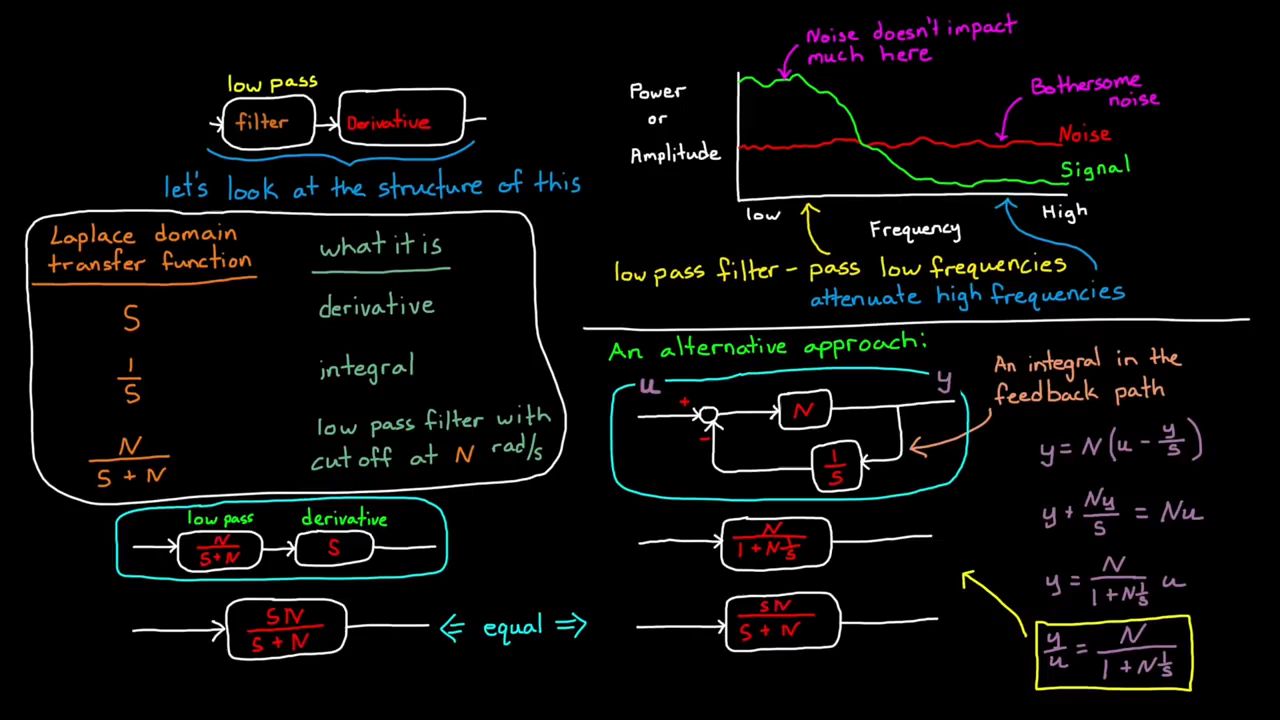 low pass
filter
Derivative
let's look at the structure of this
Laplace domain
transfer function
what it is
S
derivative
1/S
integral
N/(S + N)
low pass filter with
cut off at N rad/s
low pass
derivative
N/(S+N)
S
SN/(S + N)
<= equal =>
Noise doesn't impact
much here
Power
or
Amplitude
Bothersome
noise
Noise
Signal
low
High
Frequency
low pass filter - pass low frequencies
attenuate high frequencies
An alternative approach:
u
y
+
-
N
1/S
An integral in the
feedback path
N/(1 + N 1/S)
SN/(S + N)
y = N(u - y/s)
y + Ny/s = Nu
y = N/(1 + N 1/s) u
y/u = N/(1 + N 1/s)